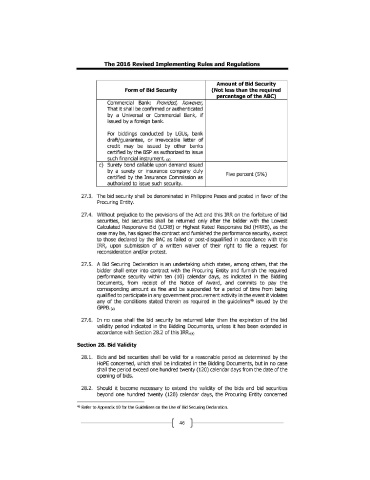 The 2016 Revised Implementing Rules and Regulations
Form of Bid Security
Amount of Bid Security
(Not less than the required
percentage of the ABC)
Commercial Bank: Provided, however,
That it shall be confirmed or authenticated
by a Universal or Commercial Bank, if
issued by a foreign bank.
For biddings conducted by LGUs, bank
draft/guarantee, or irrevocable letter of
credit may be issued by other banks
certified by the BSP as authorized to issue
such financial instrument.
c) Surety bond callable upon demand issued
by a surety or insurance company duly
certified by the Insurance Commission as
authorized to issue such security.
Five percent (5%)
27.3. The bid security shall be denominated in Philippine Pesos and posted in favor of the
Procuring Entity.
27.4. Without prejudice to the provisions of the Act and this IRR on the forfeiture of bid
securities, bid securities shall be returned only after the bidder with the Lowest
Calculated Responsive Bid (LCRB) or Highest Rated Responsive Bid (HRRB), as the
case may be, has signed the contract and furnished the performance security, except
to those declared by the BAC as failed or post-disqualified in accordance with this
IRR, upon submission of a written waiver of their right to file a request for
reconsideration and/or protest.
27.5. A Bid Securing Declaration is an undertaking which states, among others, that the
bidder shall enter into contract with the Procuring Entity and furnish the required
performance security within ten (10) calendar days, as indicated in the Bidding
Documents, from receipt of the Notice of Award, and commits to pay the
corresponding amount as fine and be suspended for a period of time from being
qualified to participate in any government procurement activity in the event it violates
any of the conditions stated therein as required in the guidelines issued by the
GPPB.
27.6. In no case shall the bid security be returned later than the expiration of the bid
validity period indicated in the Bidding Documents, unless it has been extended in
accordance with Section 28.2 of this IRR
Section 28. Bid Validity
28.1. Bids and bid securities shall be valid for a reasonable period as determined by the
HoPE concerned, which shall be indicated in the Bidding Documents, but in no case
shall the period exceed one hundred twenty (120) calendar days from the date of the
opening of bids.
28.2. Should it become necessary to extend the validity of the bids and bid securities
beyond one hundred twenty (120) calendar days, the Procuring Entity concerned
Refer to Appendix 19 for the Guidelines on the Use of Bid Securing Declaration.